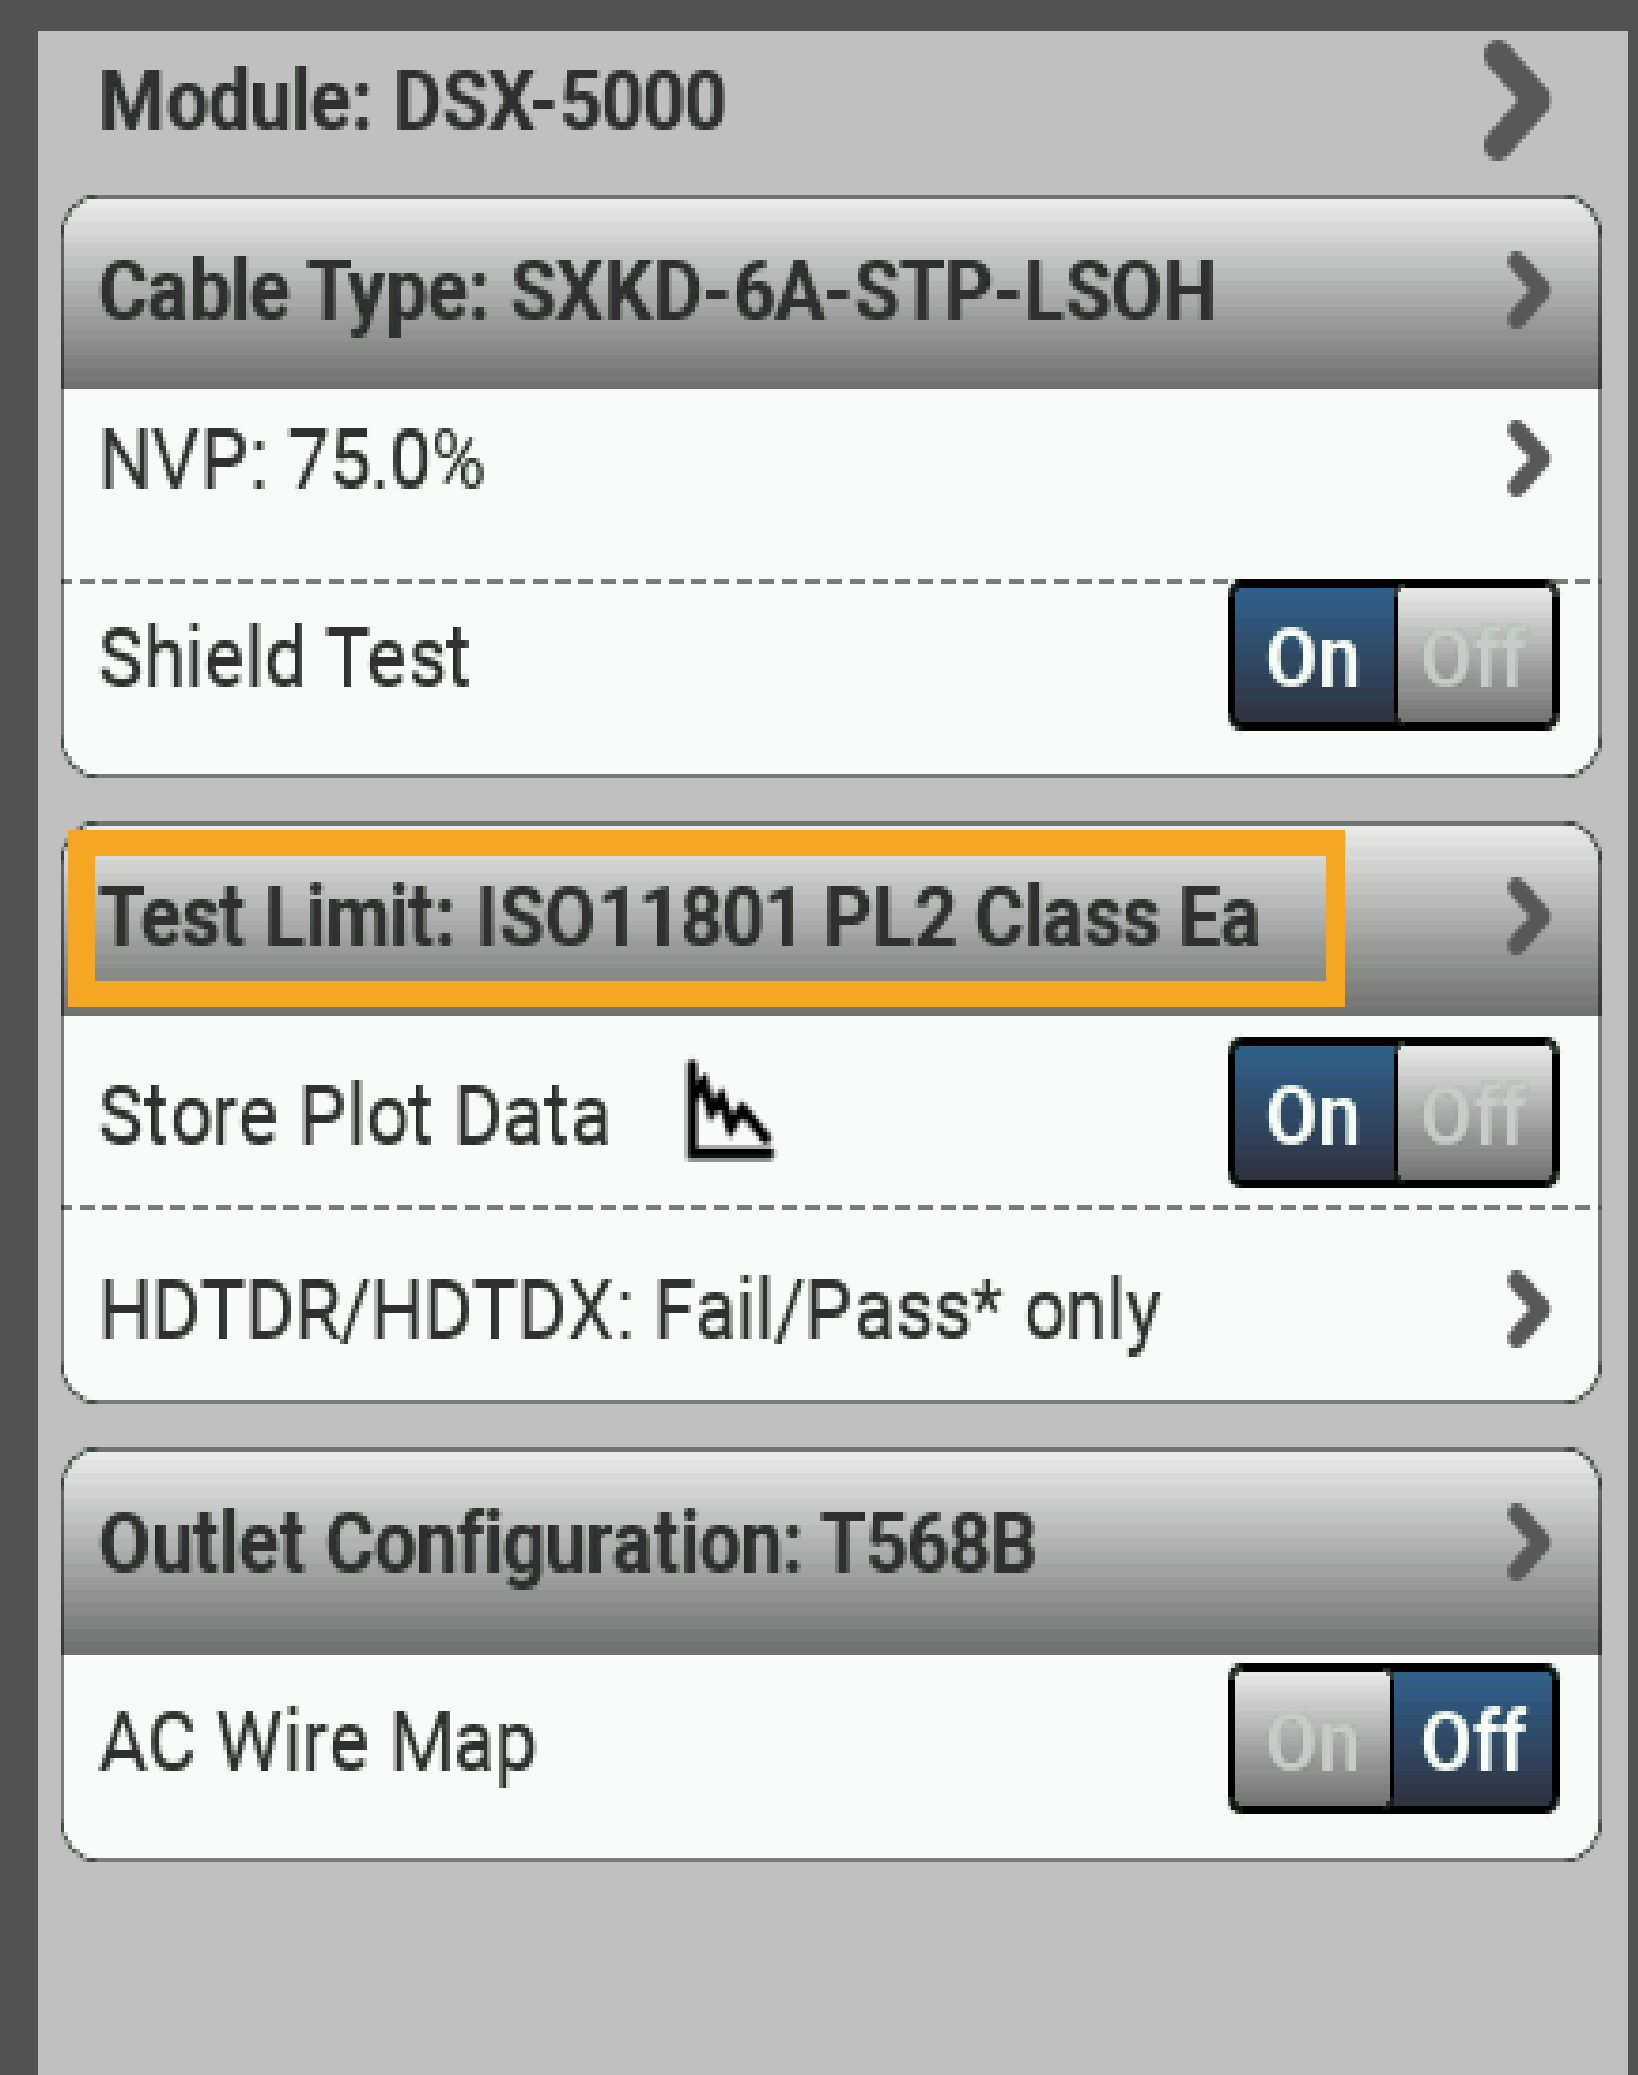 Module: DSX-5000
Cable Type: SXKD-6A-STP-LSOH
NVP: 75.0%
Shield Test On Off
Test Limit: ISO11801 PL2 Class Ea
Store Plot Data On Off
HDTDR/HDTDX: Fail/Pass* only
Outlet Configuration: T568B
AC Wire Map On Off